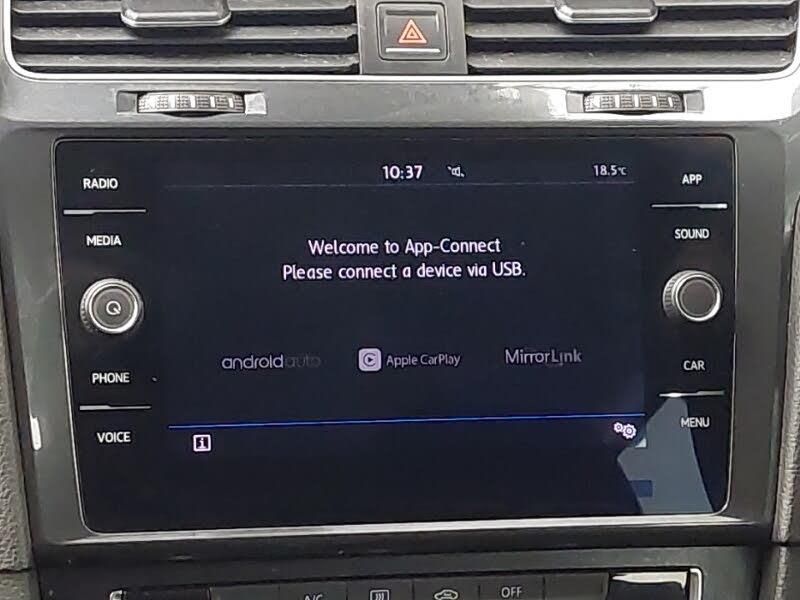 10:37 18.5°C
RADIO
MEDIA
PHONE
VOICE
Welcome to App-Connect
Please connect a device via USB.
androidauto Apple CarPlay MirrorLink
i
APP
SOUND
CAR
MENU
A/C OFF